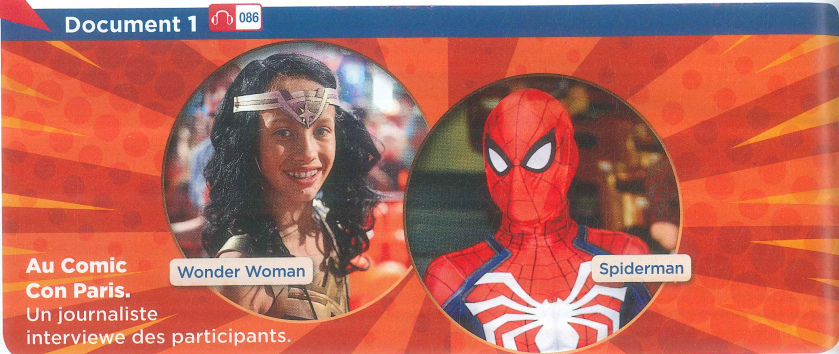 Document 1 086
Wonder Woman
Spiderman
Au Comic
Con Paris.
Un journaliste
interviewe des participants.